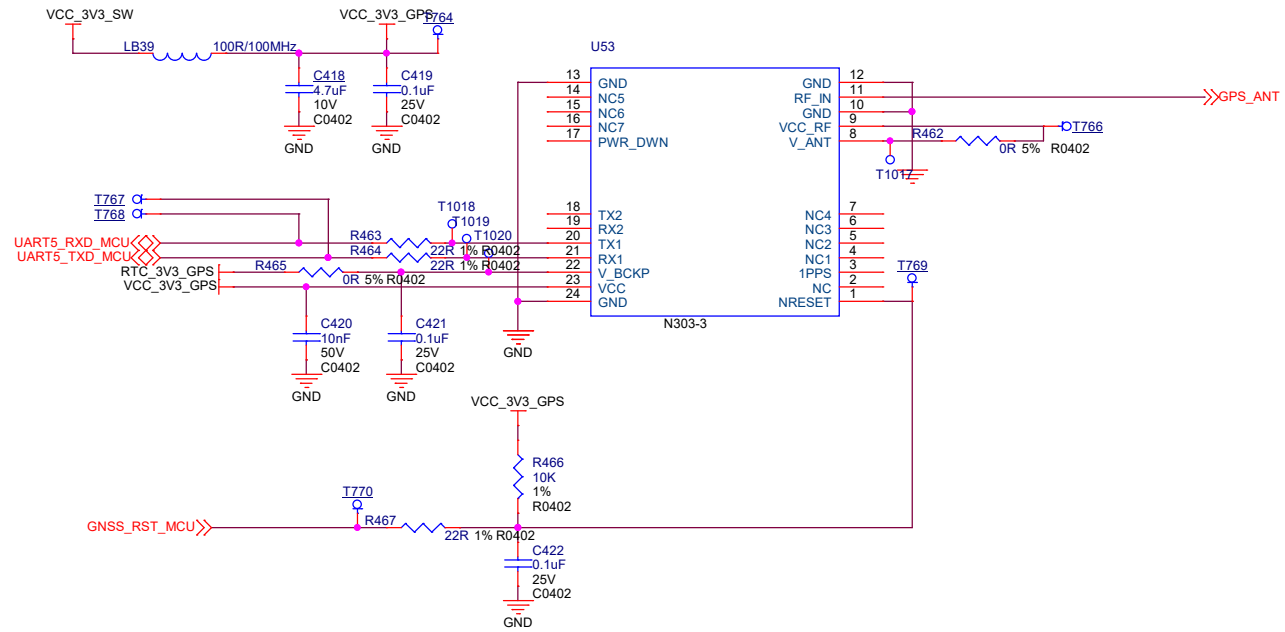 VCC_3V3_SW
VCC_3V3_GPS
T764
LB39
100R/100MHz
C418
4.7uF
10V
C0402
GND
C419
0.1uF
25V
C0402
GND
U53
13
14
15
16
17
GND
NC5
NC6
NC7
PWR_DWN
GND
RF_IN
GND
VCC_RF
V_ANT
12
11
10
9
8
GPS_ANT
R462
T766
0R 5% R0402
T1017
T767
T768
UART5_RXD_MCU
UART5_TXD_MCU
RTC_3V3_GPS
VCC_3V3_GPS
R463
R464
R465
T1018
T1019
T1020
22R 1% R0402
22R 1% R0402
0R 5% R0402
18
19
20
21
22
23
24
TX2
RX2
TX1
RX1
V_BCKP
VCC
GND
NC4
NC3
NC2
NC1
1PPS
NC
NRESET
7
6
5
4
3
2
1
T769
N303-3
C420
10nF
50V
C0402
GND
C421
0.1uF
25V
C0402
GND
GND
VCC_3V3_GPS
R466
10K
1%
R0402
T770
GNSS_RST_MCU
R467
22R 1% R0402
C422
0.1uF
25V
C0402
GND